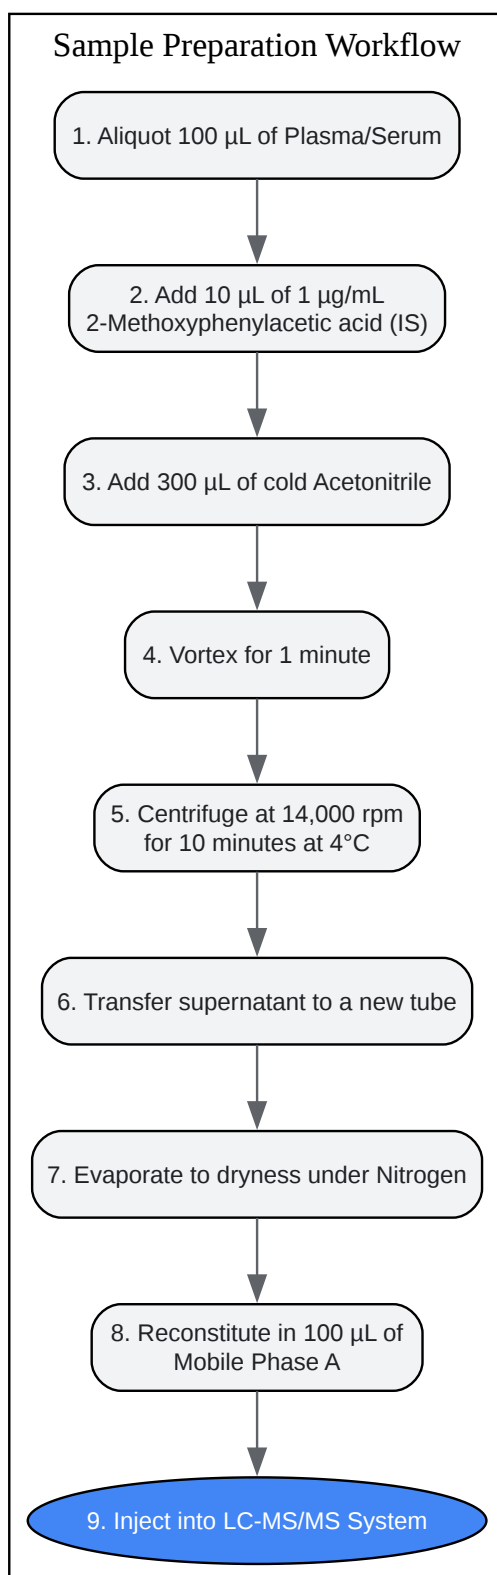 Sample Preparation Workflow
1. Aliquot 100 µL of Plasma/Serum
2. Add 10 µL of 1 µg/mL
2-Methoxyphenylacetic acid (IS)
3. Add 300 µL of cold Acetonitrile
4. Vortex for 1 minute
5. Centrifuge at 14,000 rpm
for 10 minutes at 4°C
6. Transfer supernatant to a new tube
7. Evaporate to dryness under Nitrogen
8. Reconstitute in 100 µL of
Mobile Phase A
9. Inject into LC-MS/MS System